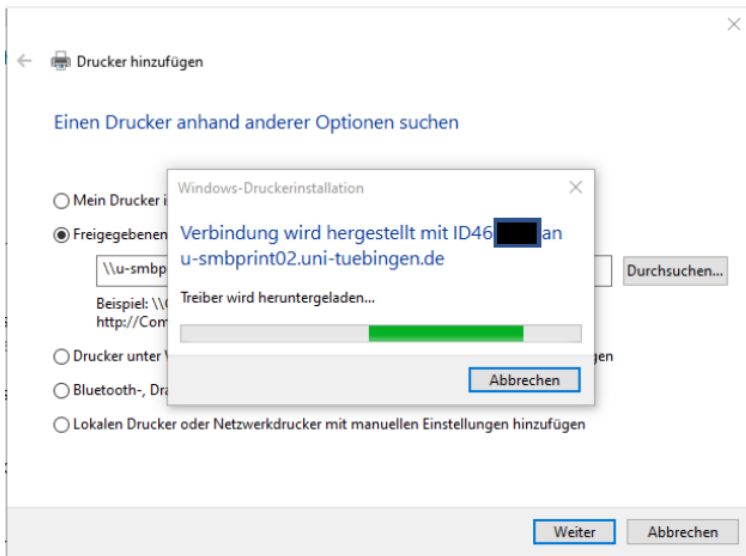 Drucker hinzufügen
Einen Drucker anhand anderer Optionen suchen
Mein Drucker
Windows-Druckerinstallation
Freigegebenen
Verbindung wird hergestellt mit ID46 an
u-smbprint02.uni-tuebingen.de
\\u-smbp
Durchsuchen...
Treiber wird heruntergeladen...
Beispiel: \\
http://Com
Drucker unter
Abbrechen
Bluetooth-,
Lokalen Drucker oder Netzwerkdrucker mit manuellen Einstellungen hinzufügen
Weiter
Abbrechen